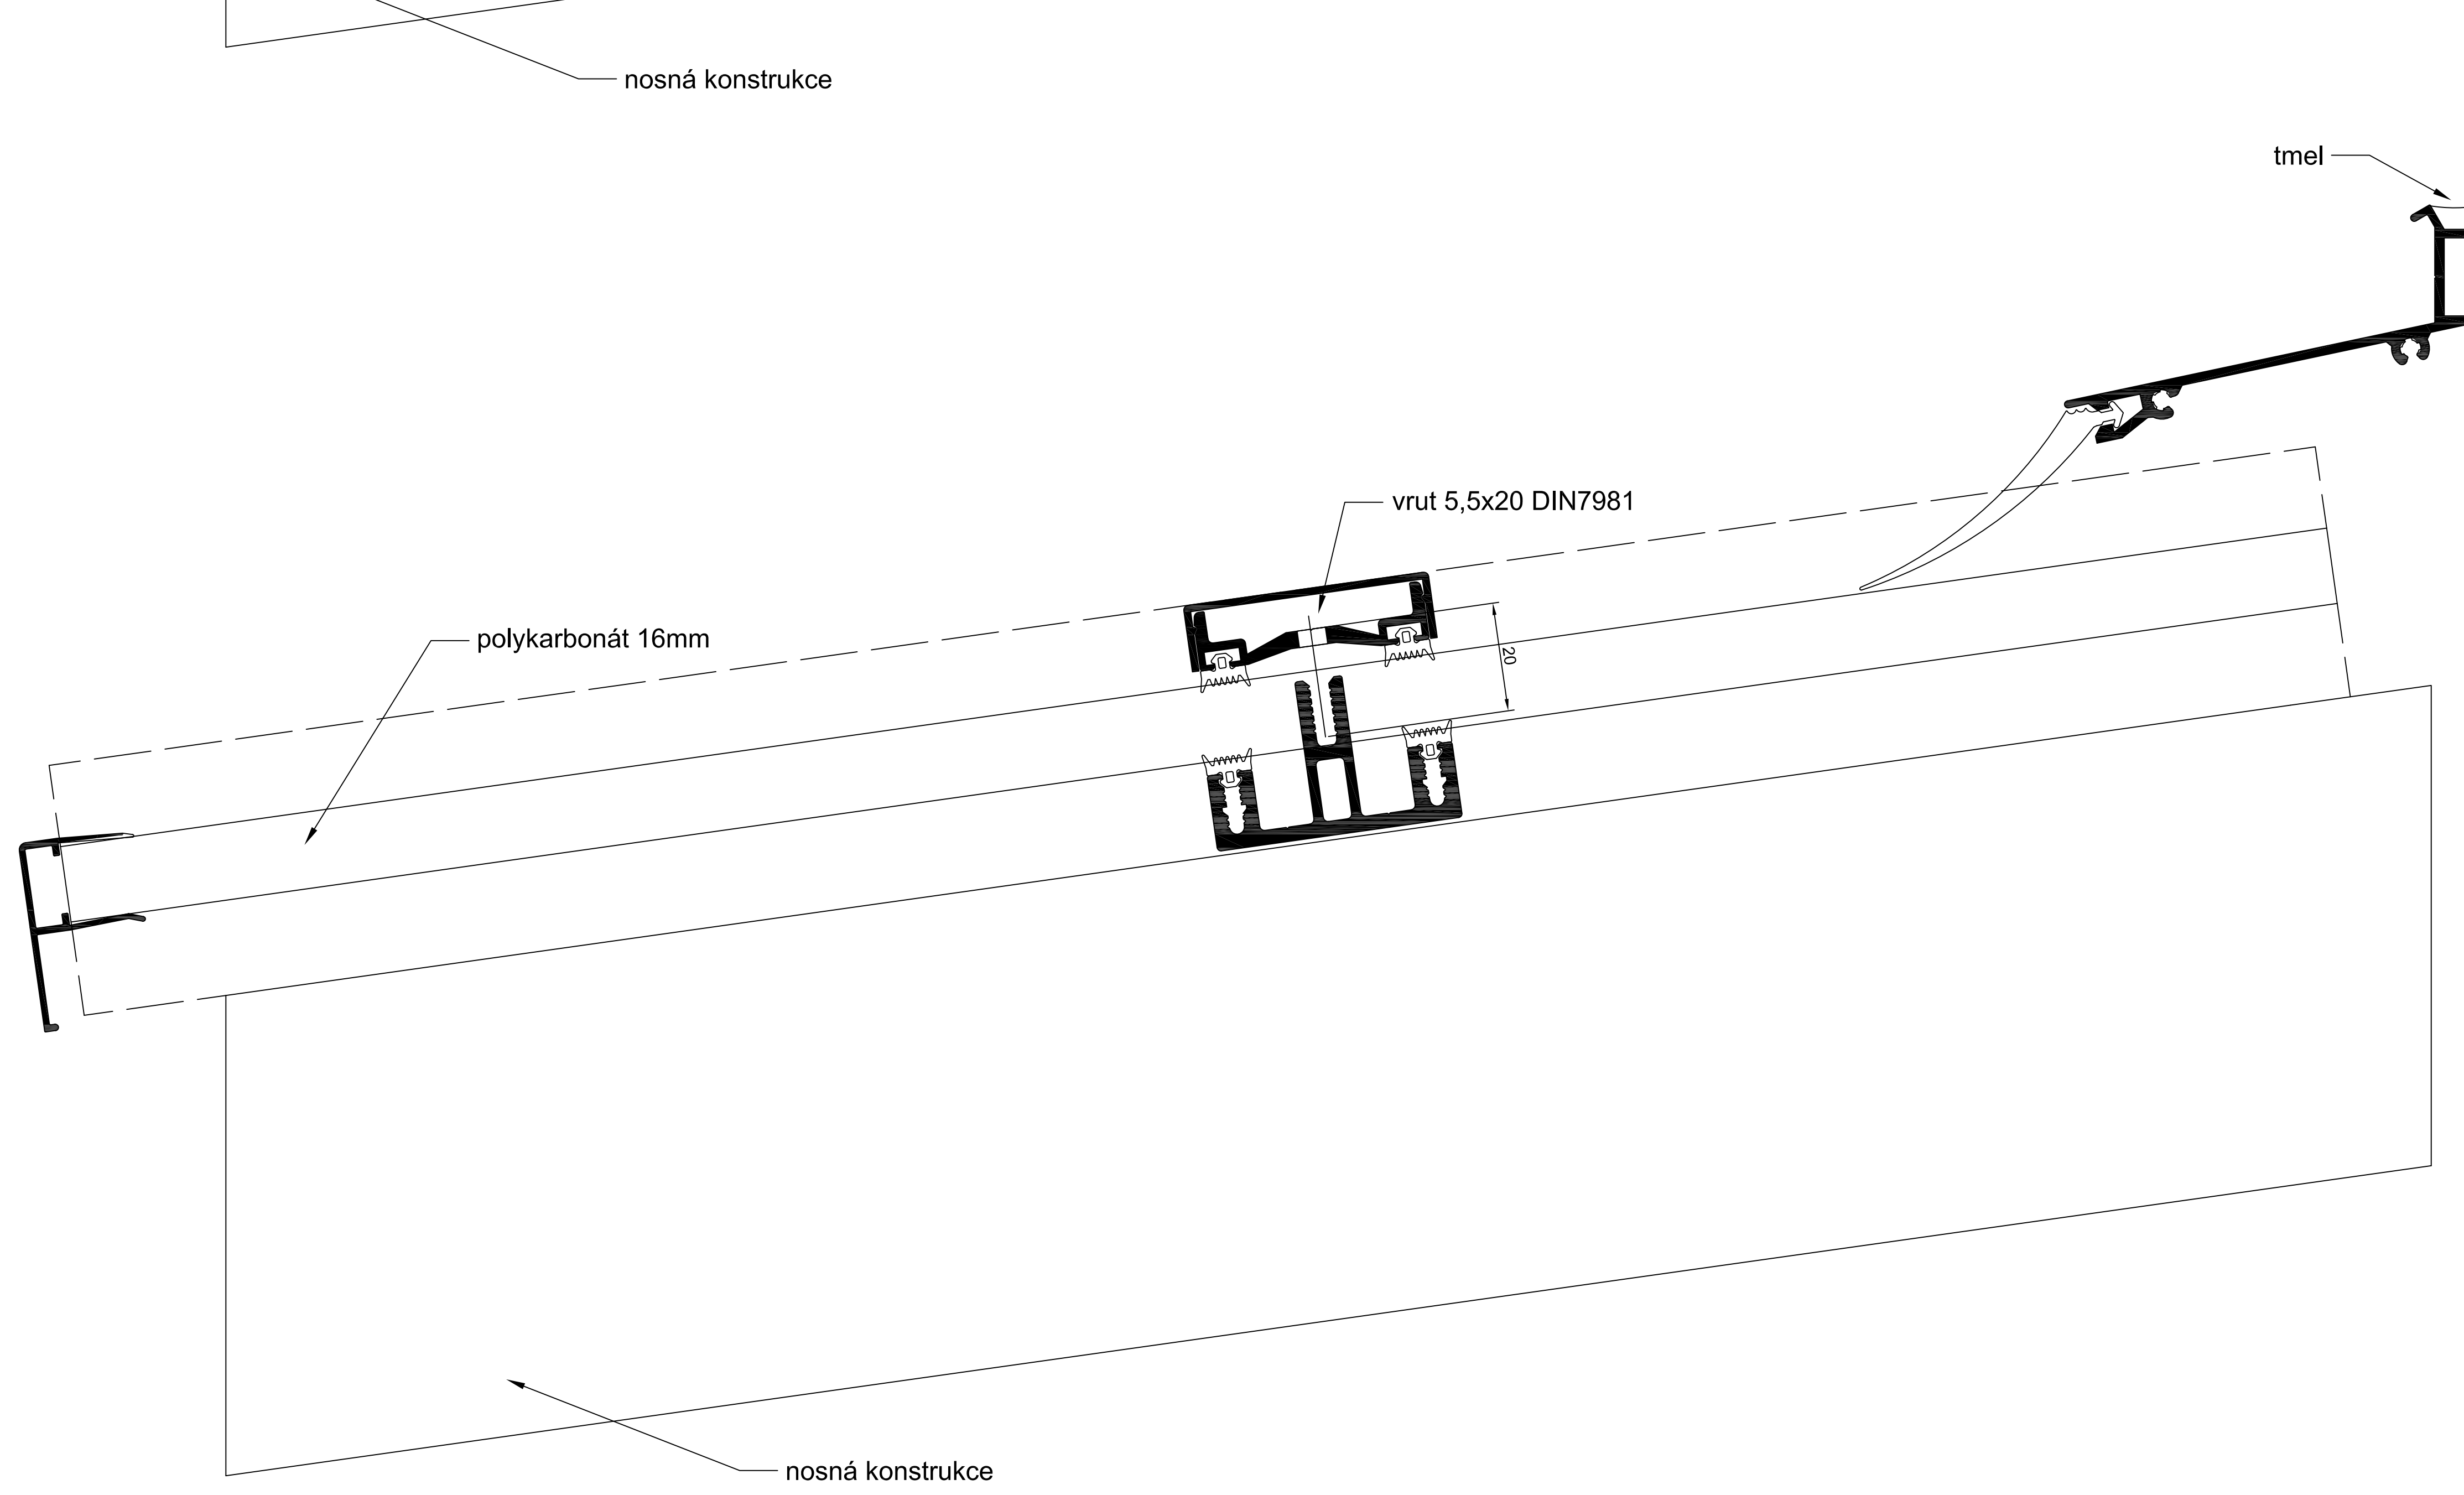 nosná konstrukce
tmel
vrut 5,5x20 DIN7981
polykarbonát 16mm
20
nosná konstrukce